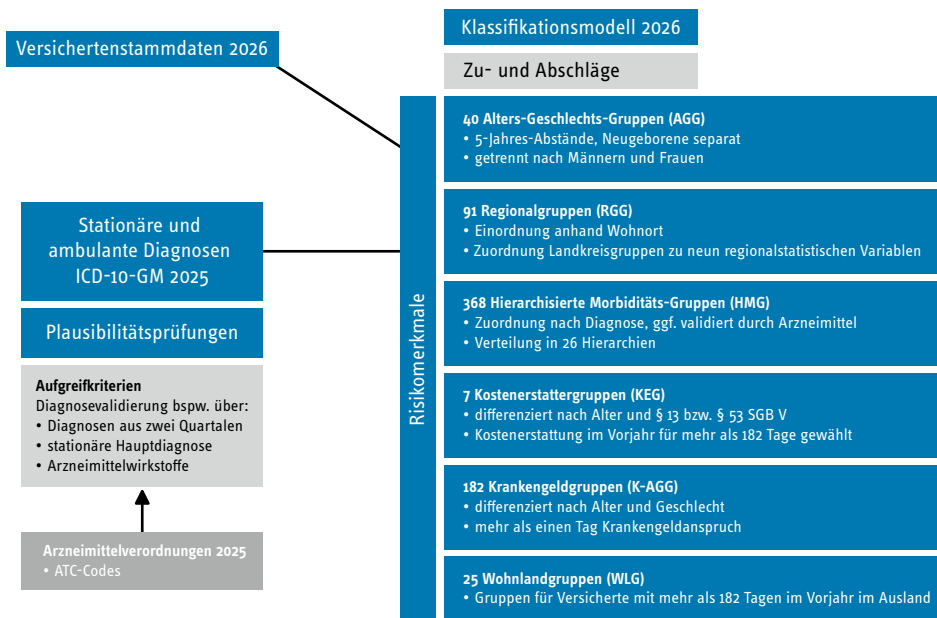 Versichertenstammdaten 2026
Stationäre und
ambulante Diagnosen
ICD-10-GM 2025
Plausibilitätsprüfungen
Aufgreifkriterien
Diagnosevalidierung bspw. über:
• Diagnosen aus zwei Quartalen
• stationäre Hauptdiagnose
• Arzneimittelwirkstoffe
Arzneimittelverordnungen 2025
• ATC-Codes
Risikomerkmale
Klassifikationsmodell 2026
Zu- und Abschläge
40 Alters-Geschlechts-Gruppen (AGG)
• 5-Jahres-Abstände, Neugeborene separat
• getrennt nach Männern und Frauen
91 Regionalgruppen (RGG)
• Einordnung anhand Wohnort
• Zuordnung Landkreisgruppen zu neun regionalstatistischen Variablen
368 Hierarchisierte Morbiditäts-Gruppen (HMG)
• Zuordnung nach Diagnose, ggf. validiert durch Arzneimittel
• Verteilung in 26 Hierarchien
7 Kostenerstattergruppen (KEG)
• differenziert nach Alter und § 13 bzw. § 53 SGB V
• Kostenerstattung im Vorjahr für mehr als 182 Tage gewählt
182 Krankengeldgruppen (K-AGG)
• differenziert nach Alter und Geschlecht
• mehr als einen Tag Krankengeldanspruch
25 Wohnlandgruppen (WLG)
• Gruppen für Versicherte mit mehr als 182 Tagen im Vorjahr im Ausland